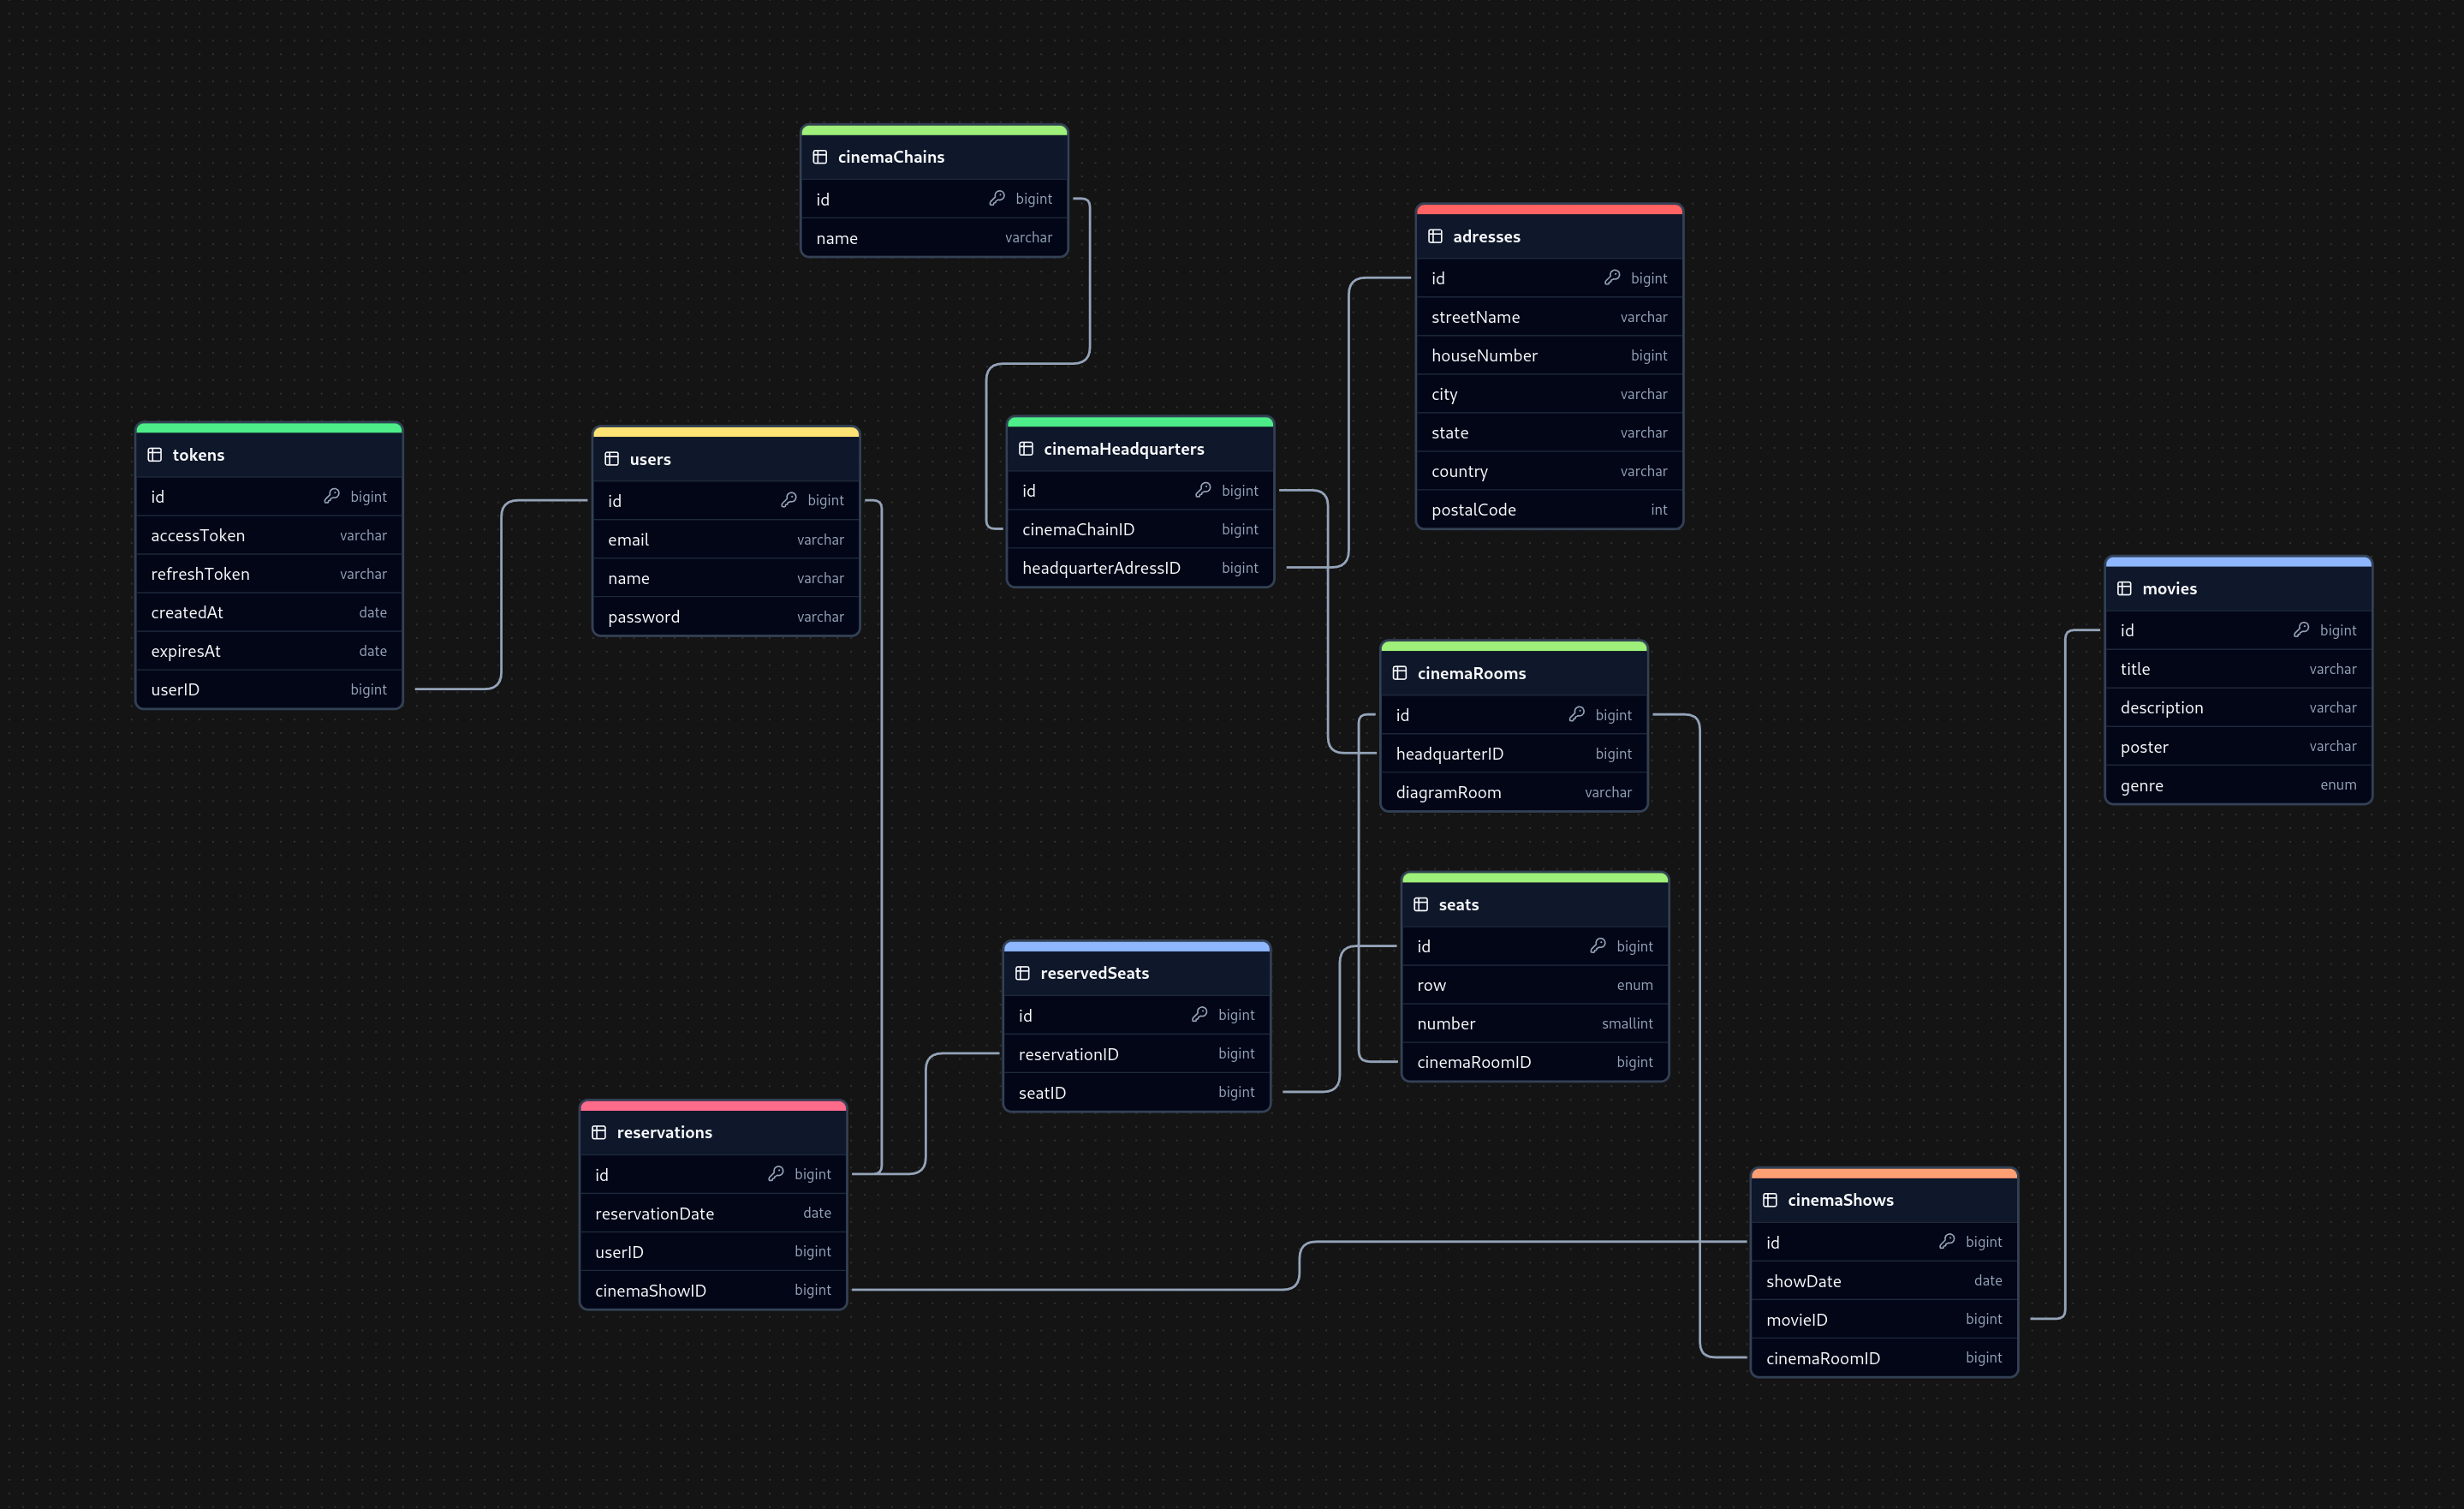 cinemaChains
id bigint
name varchar
adresses
id bigint
streetName varchar
houseNumber bigint
city varchar
state varchar
country varchar
postalCode int
tokens
id bigint
accessToken varchar
refreshToken varchar
createdAt date
expiresAt date
userID bigint
users
id bigint
email varchar
name varchar
password varchar
cinemaHeadquarters
id bigint
cinemaChainID bigint
headquarterAdressID bigint
movies
id bigint
title varchar
description varchar
poster varchar
genre enum
cinemaRooms
id bigint
headquarterID bigint
diagramRoom varchar
seats
id bigint
row enum
number smallint
cinemaRoomID bigint
reservedSeats
id bigint
reservationID bigint
seatID bigint
reservations
id bigint
reservationDate date
userID bigint
cinemaShowID bigint
cinemaShows
id bigint
showDate date
movieID bigint
cinemaRoomID bigint